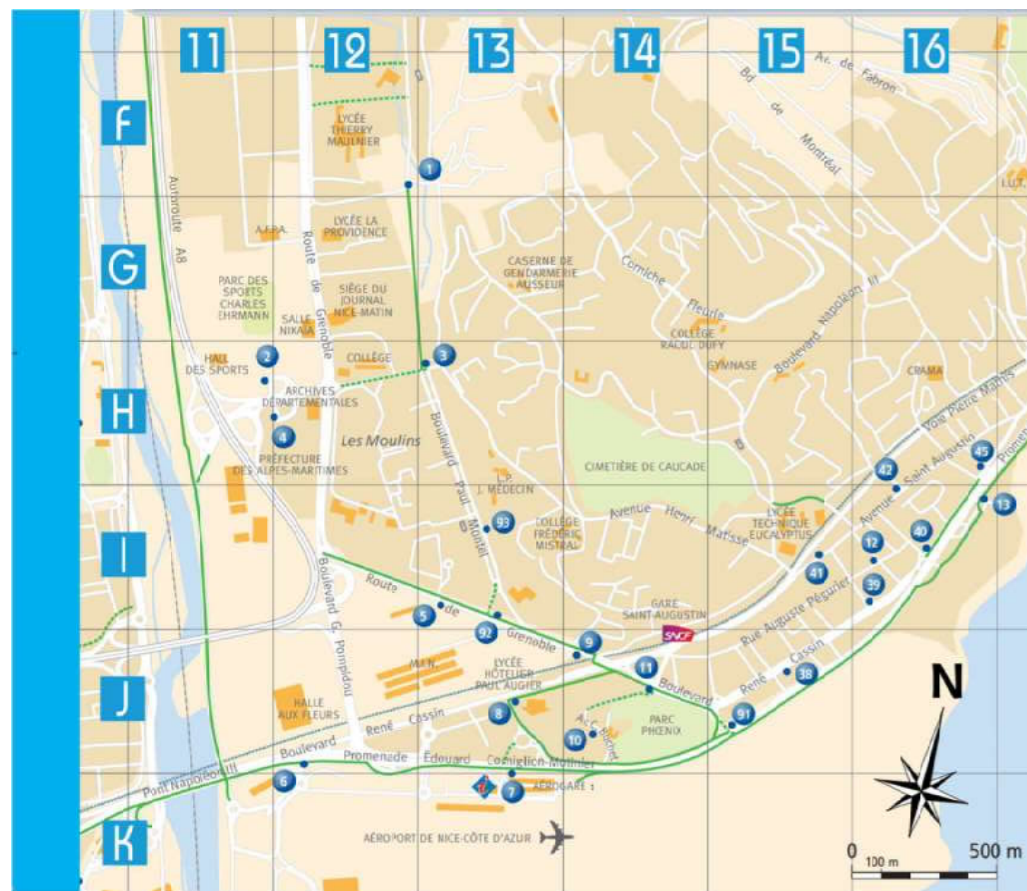 11
12
13
14
15
16
F
G
H
I
J
K
Av. de Fabron
Bd de Montréal
LYCÉE
THIERRY
MAULNIER
1
I.U.T.
Autoroute A8
Route de Grenoble
A.F.P.A.
LYCÉE LA
PROVIDENCE
CASERNE DE
GENDARMERIE
AUSSEUR
Corniche Fleurie
PARC DES
SPORTS
CHARLES
EHRMANN
SIÈGE DU
JOURNAL
NICE-MATIN
SALLE
NIKAÏA
COLLÈGE
RAOUL DUFY
Boulevard Napoléon III
2
HALL
DES SPORTS
COLLÈGE
3
GYMNASE
CRAMA
Voie Pierre Mathis
ARCHIVES
DÉPARTEMENTALES
4
Les Moulins
Boulevard Paul Montel
PRÉFECTURE
DES ALPES-MARITIMES
CIMETIÈRE DE CAUCADE
42
Avenue Saint Augustin
45
J. MÉDECIN
93
COLLÈGE
FRÉDÉRIC
MISTRAL
Avenue Henri Matisse
LYCÉE
TECHNIQUE
EUCALYPTUS
13
12
40
41
39
Route de Grenoble
Boulevard G. Pompidou
5
92
GARE
SAINT-AUGUSTIN
SNCF
Rue Auguste Péguriet
9
M.I.N.
LYCÉE
HÔTELIER
PAUL AUGIER
11
Boulevard René Cassin
38
N
HALLE
AUX FLEURS
8
10
PARC
PHŒNIX
91
Boulevard René Cassin
Promenade Édouard Corniglion-Molinier
Pont Napoléon III
6
i
7
AÉROGARE 1
AÉROPORT DE NICE-CÔTE D'AZUR
0
100 m
500 m